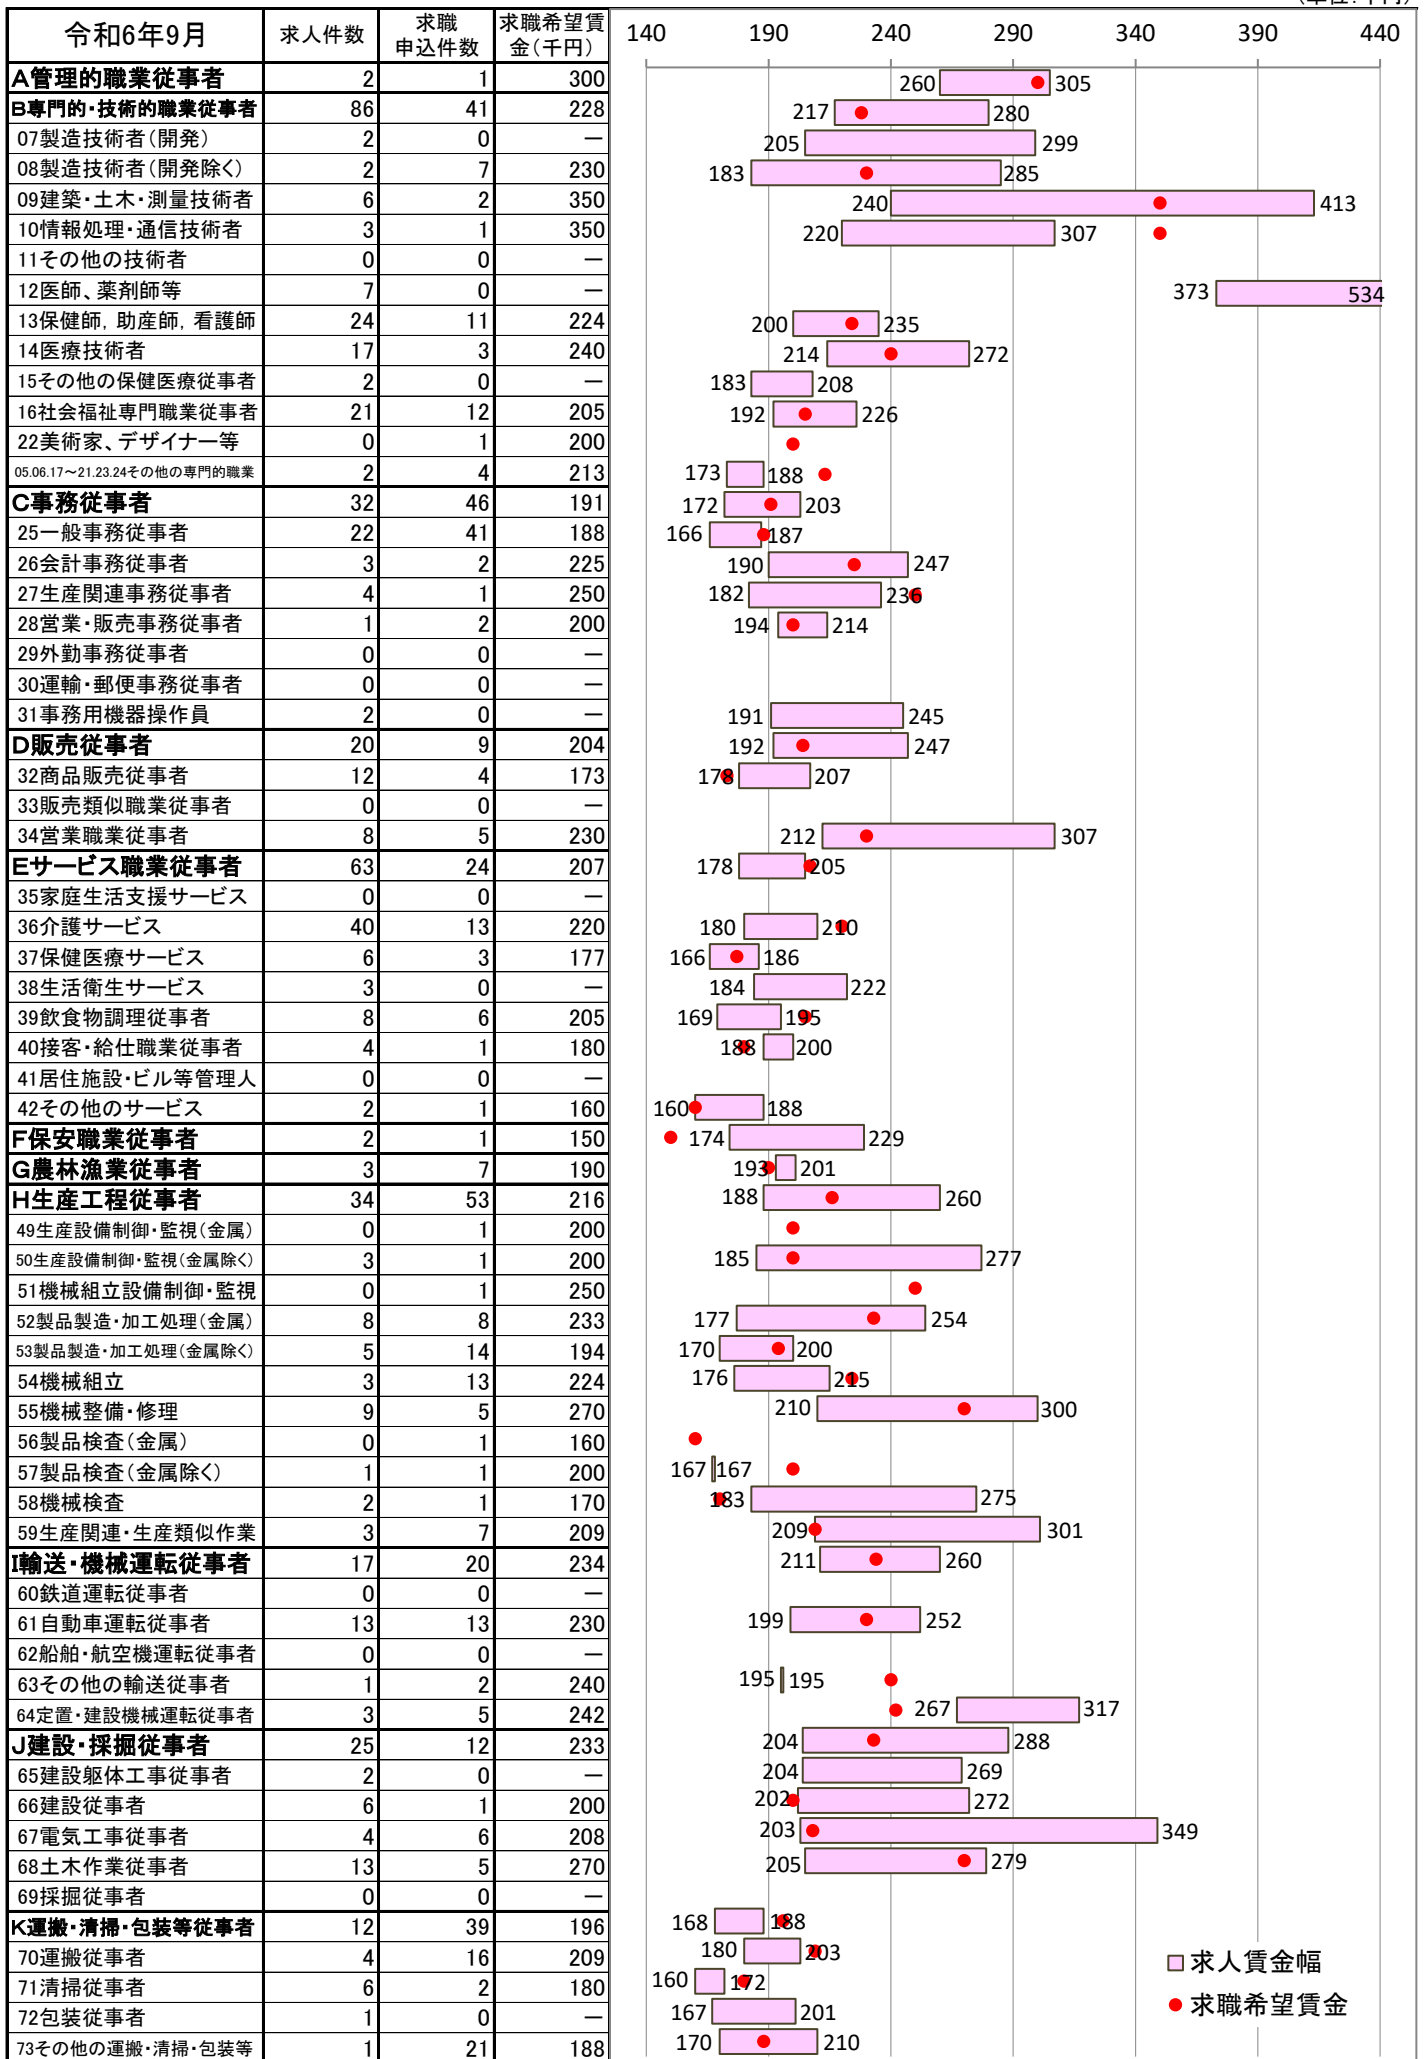 令和6年9月 求人件数 求職申込件数 求職希望賃金(千円) 140 190 240 290 340 390 440
A管理的職業従事者 2 1 300 260 305
B専門的・技術的職業従事者 86 41 228 217 280
07製造技術者(開発) 2 0 — 205 299
08製造技術者(開発除く) 2 7 230 183 285
09建築・土木・測量技術者 6 2 350 240 413
10情報処理・通信技術者 3 1 350 220 307
11その他の技術者 0 0 —
12医師、薬剤師等 7 0 — 373 534
13保健師,助産師,看護師 24 11 224 200 235
14医療技術者 17 3 240 214 272
15その他の保健医療従事者 2 0 — 183 208
16社会福祉専門職業従事者 21 12 205 192 226
22美術家、デザイナー等 0 1 200
05.06.17～21.23.24その他の専門的職業 2 4 213 173 188
C事務従事者 32 46 191 172 203
25一般事務従事者 22 41 188 166 187
26会計事務従事者 3 2 225 190 247
27生産関連事務従事者 4 1 250 182 236
28営業・販売事務従事者 1 2 200 194 214
29外勤事務従事者 0 0 —
30運輸・郵便事務従事者 0 0 —
31事務用機器操作員 2 0 — 191 245
D販売従事者 20 9 204 192 247
32商品販売従事者 12 4 173 178 207
33販売類似職業従事者 0 0 —
34営業職業従事者 8 5 230 212 307
Eサービス職業従事者 63 24 207 178 205
35家庭生活支援サービス 0 0 —
36介護サービス 40 13 220 180 210
37保健医療サービス 6 3 177 166 186
38生活衛生サービス 3 0 — 184 222
39飲食物調理従事者 8 6 205 169 195
40接客・給仕職業従事者 4 1 180 188 200
41居住施設・ビル等管理人 0 0 —
42その他のサービス 2 1 160 160 188
F保安職業従事者 2 1 150 174 229
G農林漁業従事者 3 7 190 193 201
H生産工程従事者 34 53 216 188 260
49生産設備制御・監視(金属) 0 1 200
50生産設備制御・監視(金属除く) 3 1 200 185 277
51機械組立設備制御・監視 0 1 250
52製品製造・加工処理(金属) 8 8 233 177 254
53製品製造・加工処理(金属除く) 5 14 194 170 200
54機械組立 3 13 224 176 215
55機械整備・修理 9 5 270 210 300
56製品検査(金属) 0 1 160
57製品検査(金属除く) 1 1 200 167 167
58機械検査 2 1 170 183 275
59生産関連・生産類似作業 3 7 209 209 301
I輸送・機械運転従事者 17 20 234 211 260
60鉄道運転従事者 0 0 —
61自動車運転従事者 13 13 230 199 252
62船舶・航空機運転従事者 0 0 —
63その他の輸送従事者 1 2 240 195 195
64定置・建設機械運転従事者 3 5 242 267 317
J建設・採掘従事者 25 12 233 204 288
65建設躯体工事従事者 2 0 — 204 269
66建設従事者 6 1 200 202 272
67電気工事従事者 4 6 208 203 349
68土木作業従事者 13 5 270 205 279
69採掘従事者 0 0 —
K運搬・清掃・包装等従事者 12 39 196 168 188
70運搬従事者 4 16 209 180 203
71清掃従事者 6 2 180 160 172
72包装従事者 1 0 — 167 201
73その他の運搬・清掃・包装等 1 21 188 170 210
求人賃金幅
求職希望賃金